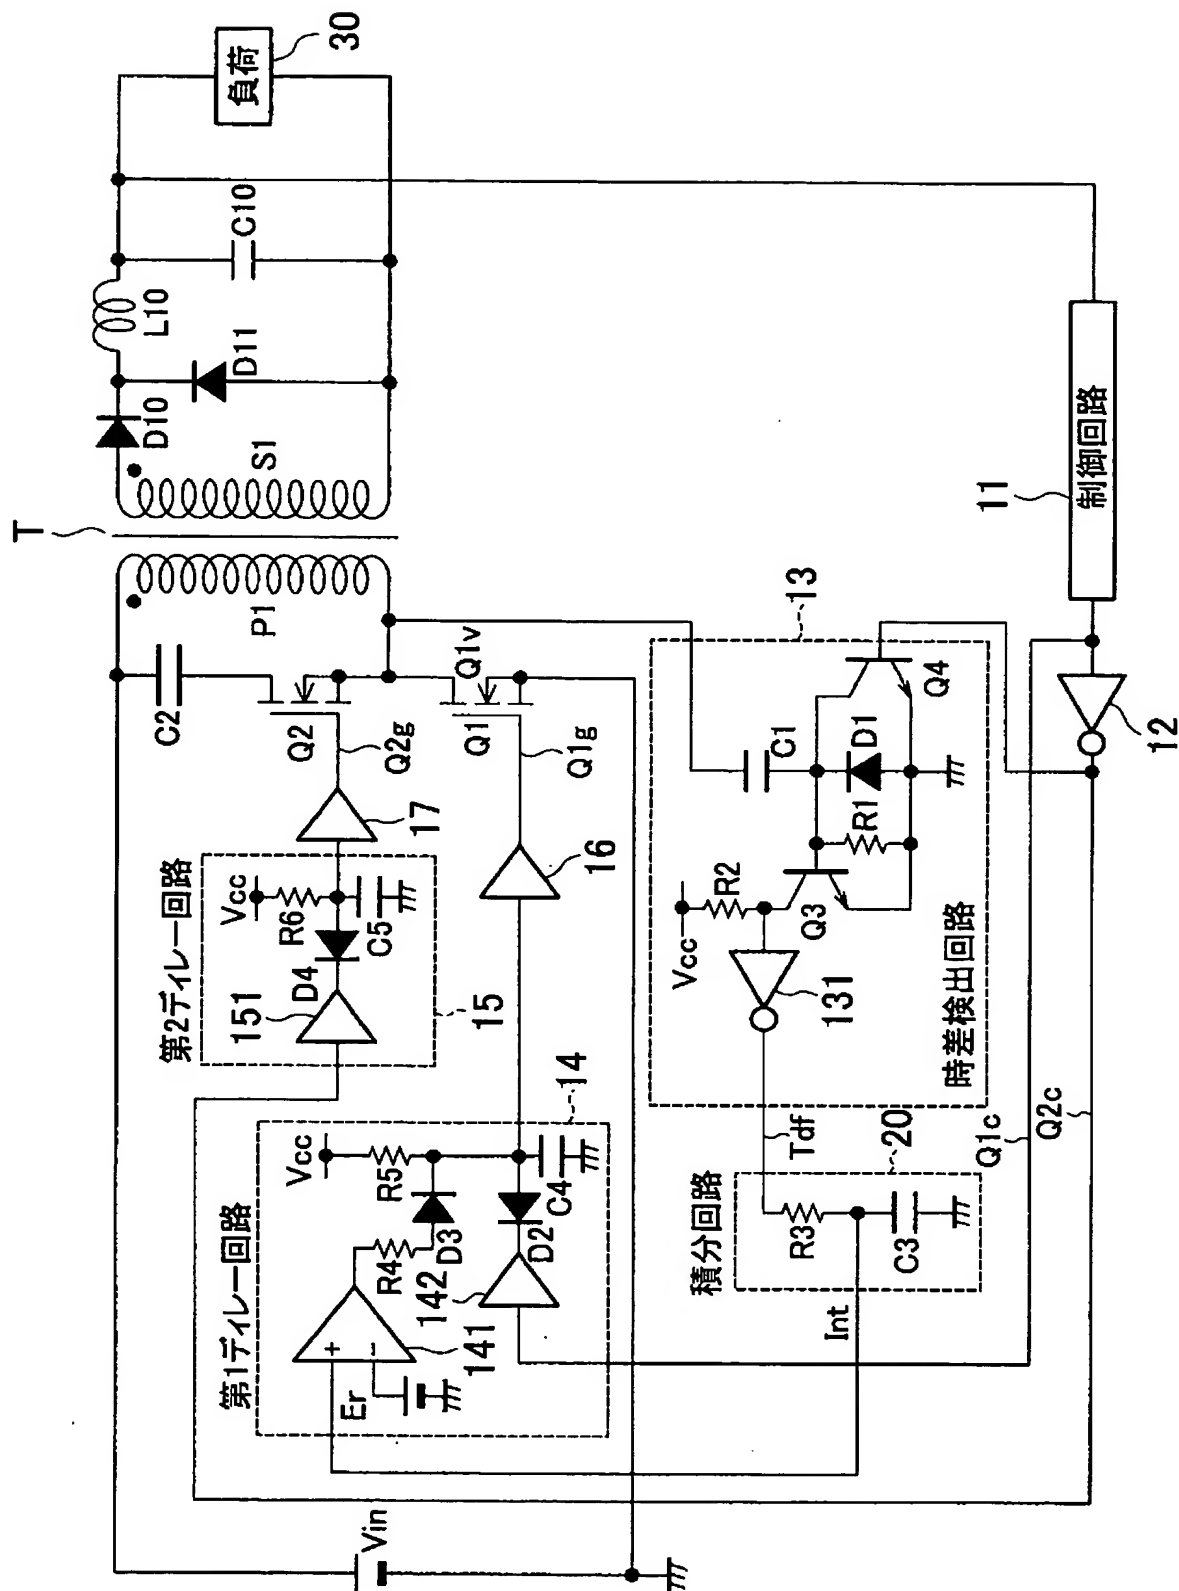 T
30
負荷
C10
L10
D11
D10
S1
P1
C2
Q2
Q2g
Q1
Q1v
Q1g
17
16
第2ディレー回路
Vcc
R6
C5
D4
151
15
第1ディレー回路
14
Vcc
R5
C4
D3
D2
R4
142
141
+
-
Er
Vin
13
C1
Q4
D1
R1
R2
Q3
Vcc
131
時差検出回路
Tdf
20
積分回路
R3
C3
Int
Q1c
Q2c
11
制御回路
12